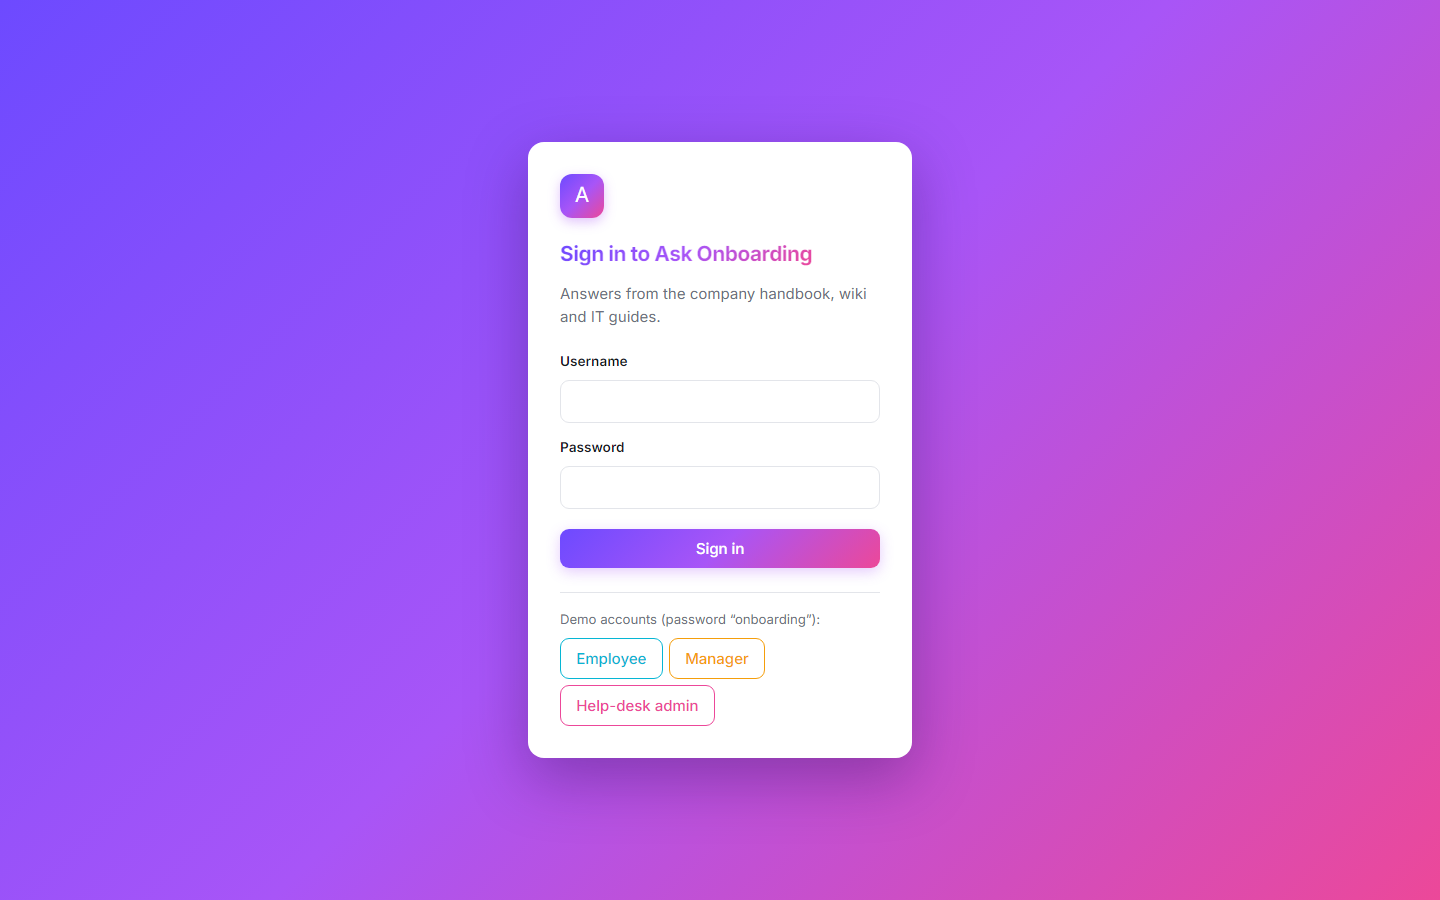 A
Sign in to Ask Onboarding
Answers from the company handbook, wiki
and IT guides.
Username
Password
Sign in
Demo accounts (password “onboarding”):
Employee
Manager
Help-desk admin